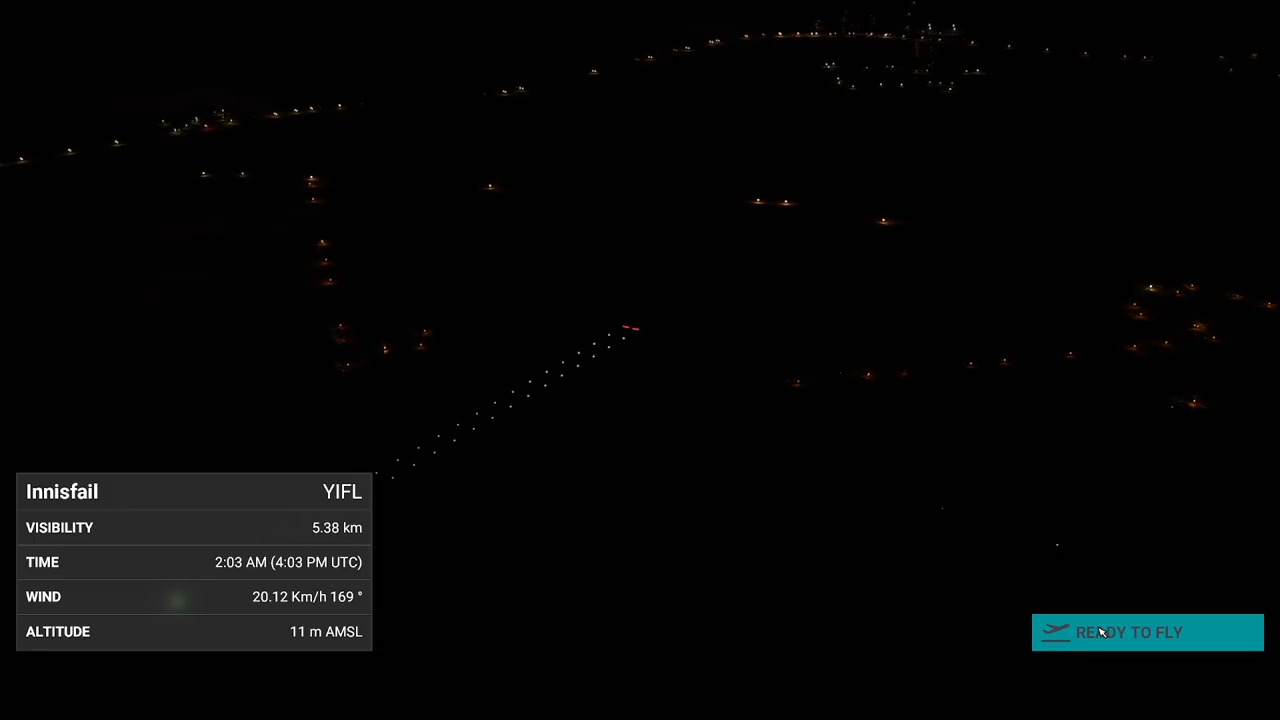 Innisfail YIFL
VISIBILITY 5.38 km
TIME 2:03 AM (4:03 PM UTC)
WIND 20.12 Km/h 169 °
ALTITUDE 11 m AMSL
READY TO FLY